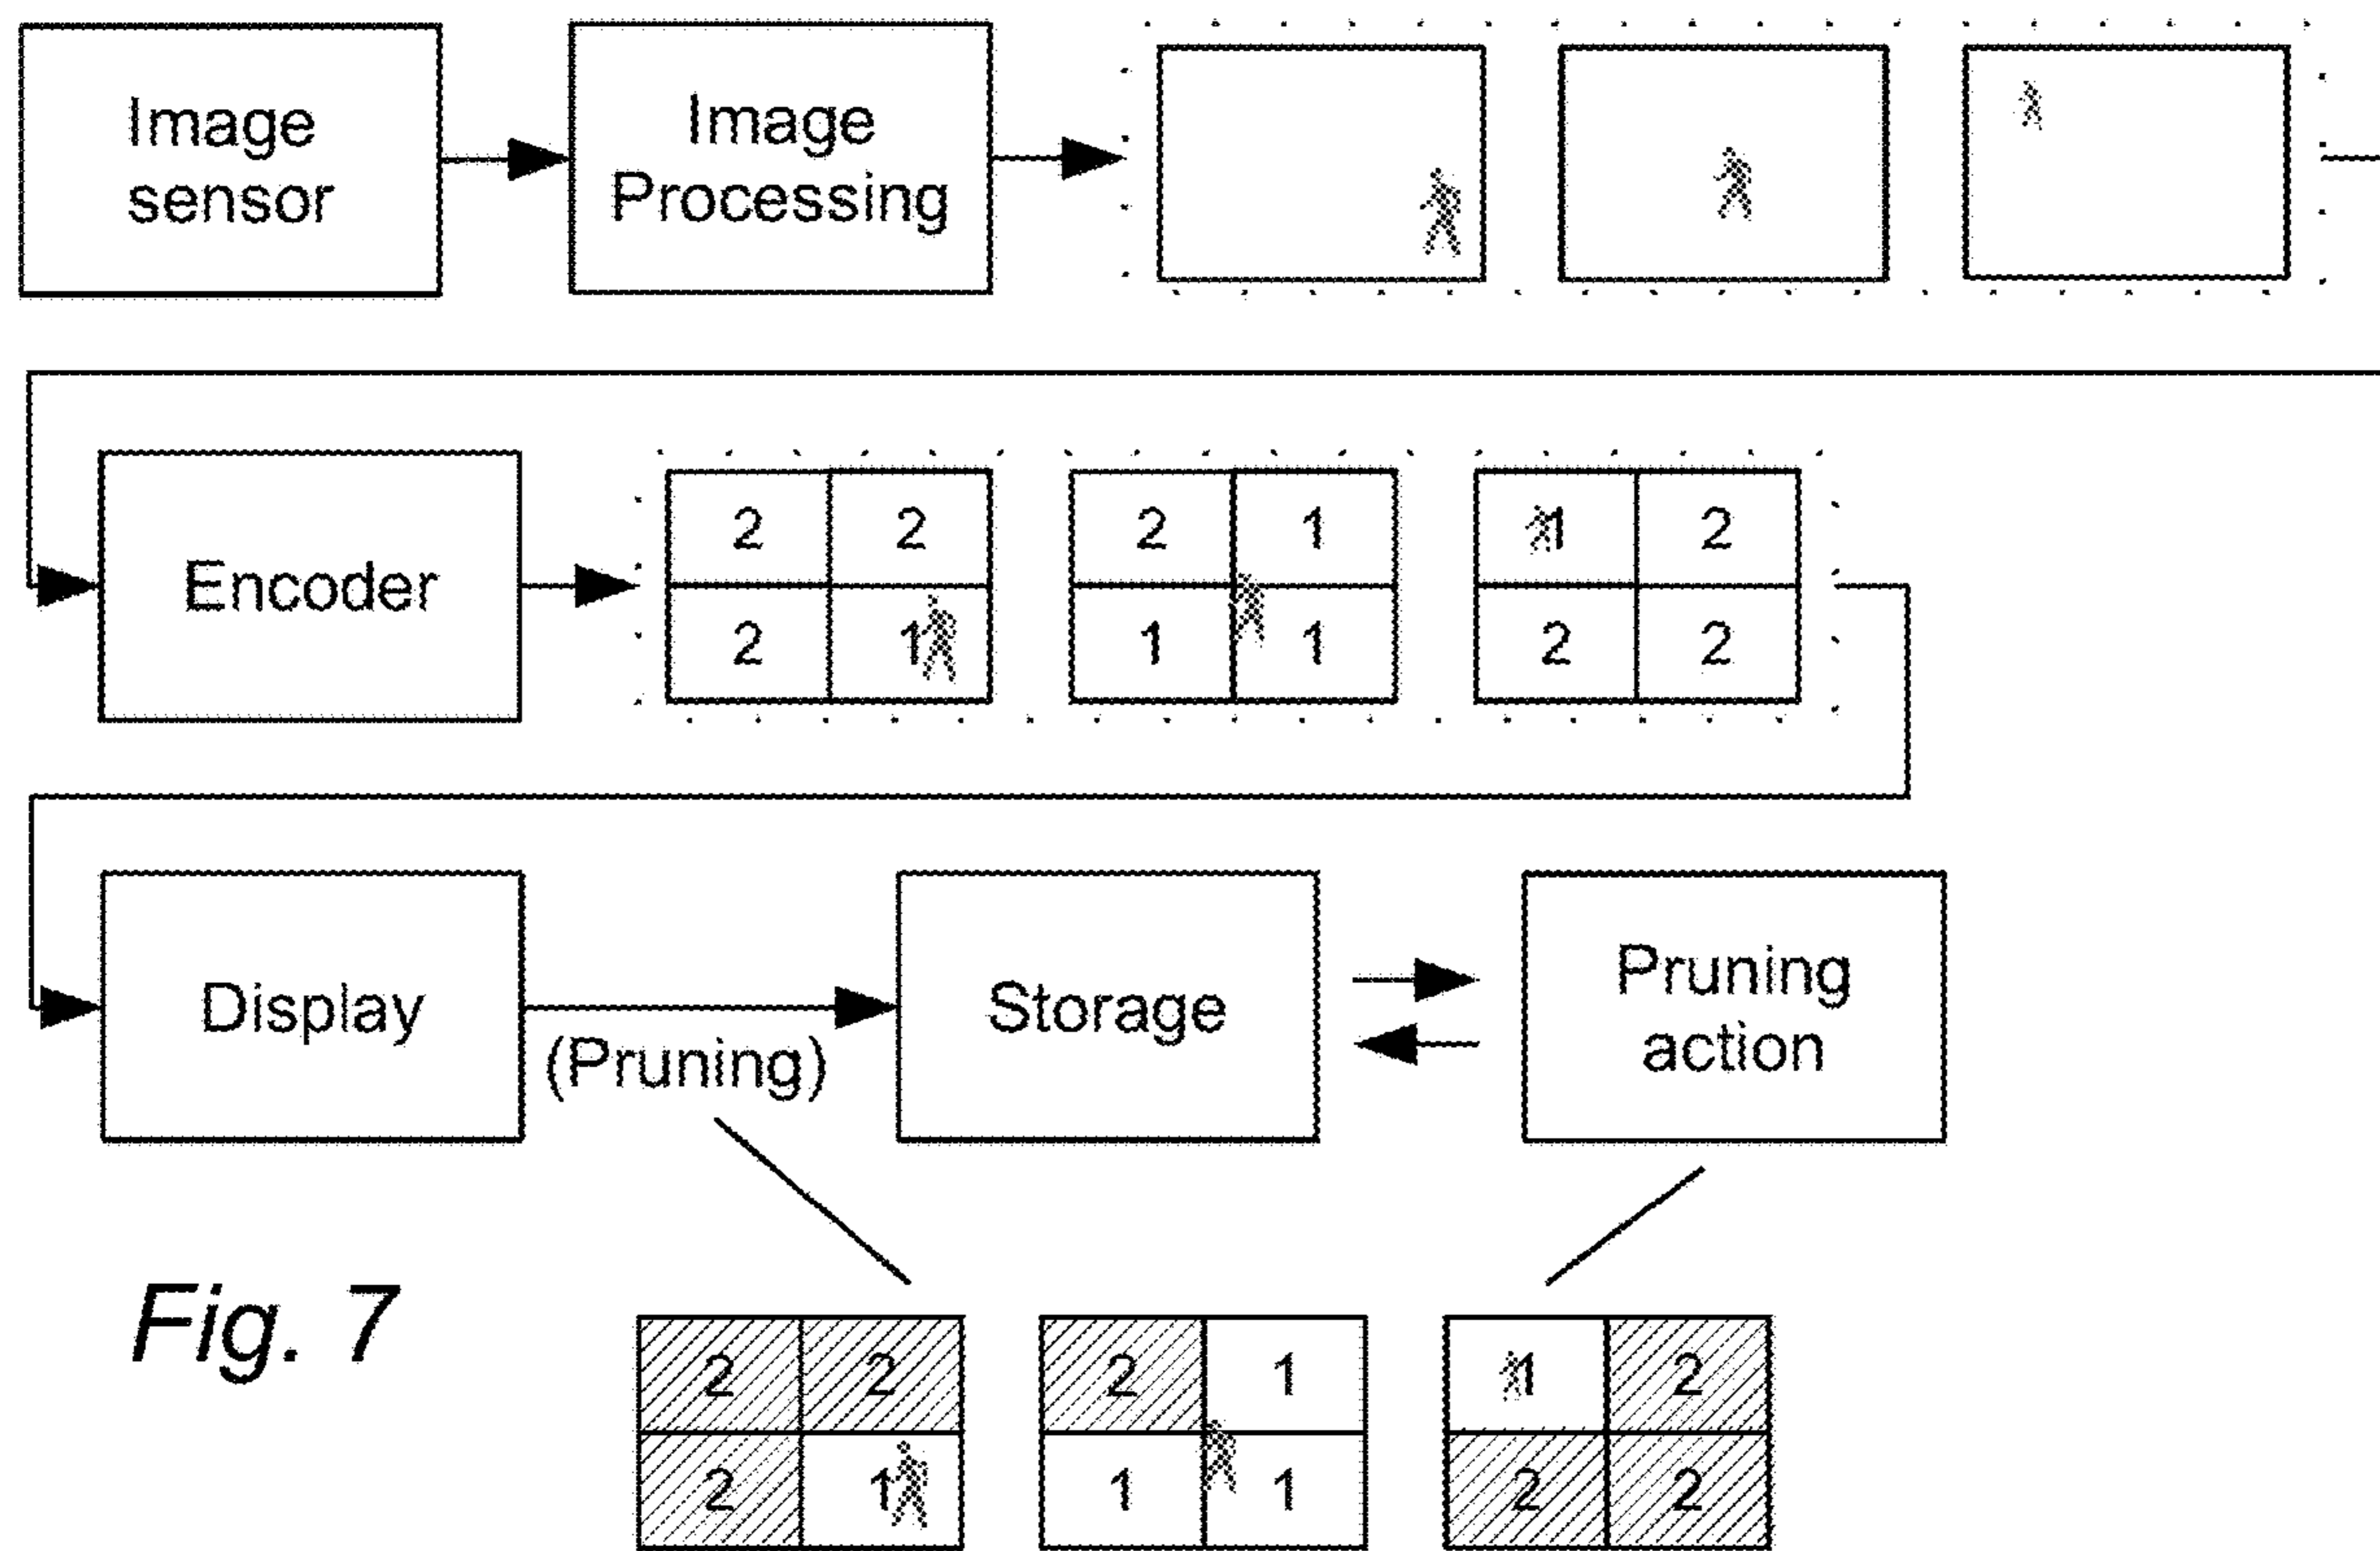 Image
sensor
Image
Processing
Encoder
2 2
2 1
2 1
1 1
1 2
2 2
Display
(Pruning)
Storage
Pruning
action
Fig. 7
2 2
2 1
2 1
1 1
1 2
2 2